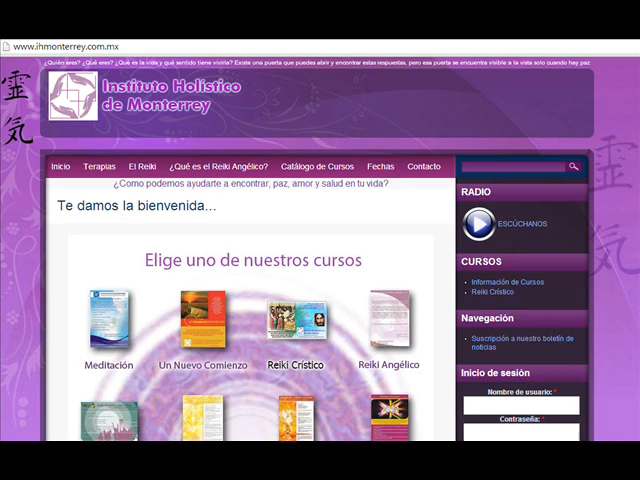 www.ihmonterrey.com.mx
¿Quién eres? ¿Qué eres? ¿Qué es la vida y qué sentido tiene vivirla? Existe una puerta que puedes abrir y encontrar estas respuestas, pero esa puerta se encuentra visible a la vista solo cuando hay paz
靈気
Instituto Holístico
de Monterrey
靈気
Inicio Terapias El Reiki ¿Qué es el Reiki Angélico? Catálogo de Cursos Fechas Contacto
¿Como podemos ayudarte a encontrar, paz, amor y salud en tu vida?
Te damos la bienvenida...
Elige uno de nuestros cursos
Meditación Un Nuevo Comienzo Reiki Crístico Reiki Angélico
RADIO
ESCÚCHANOS
CURSOS
Información de Cursos
Reiki Crístico
Navegación
Suscripción a nuestro boletín de
noticias
Inicio de sesión
Nombre de usuario: *
Contraseña: *